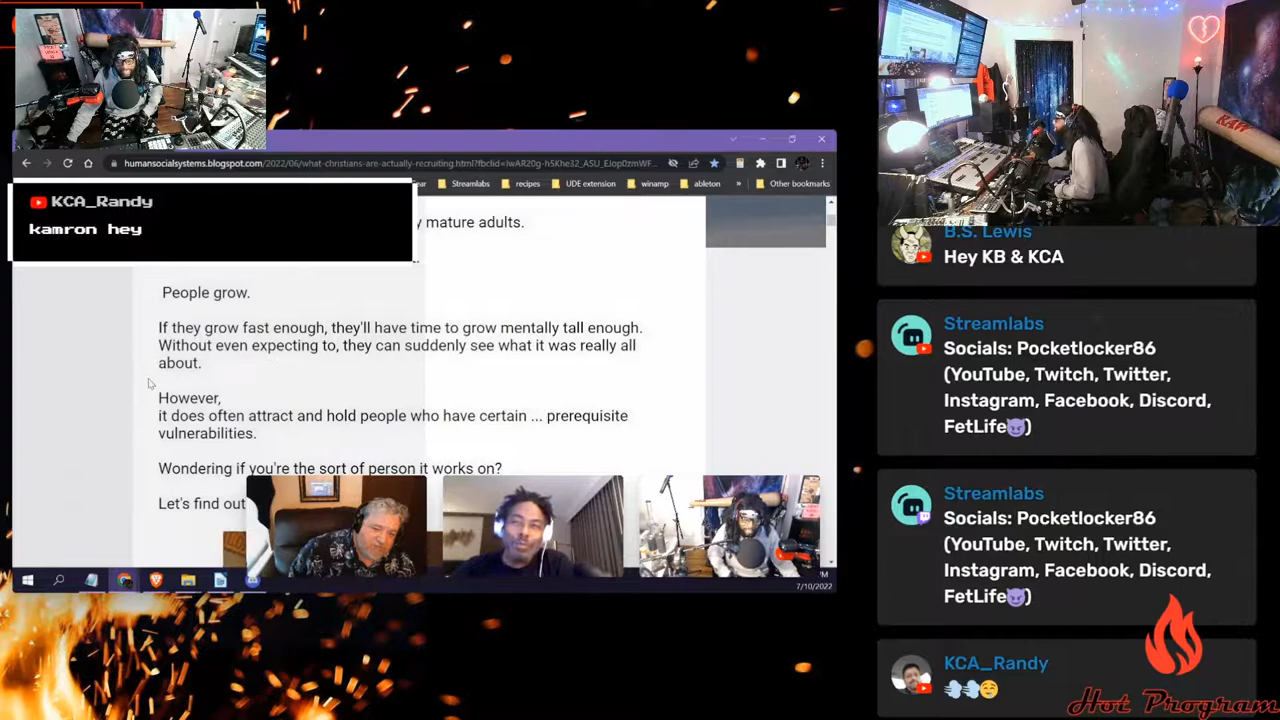 humansocialsystems.blogspot.com/2022/06/what-christians-are-actually-recruiting.html?fbclid=IwAR20g-h5Khe32_ASU_EJop0zmWF...
Streamlabs
recipes
UDE extension
winamp
ableton
»
Other bookmarks
KCA_Randy
kamron hey
mature adults.
People grow.
If they grow fast enough, they'll have time to grow mentally tall enough.
Without even expecting to, they can suddenly see what it was really all
about.
However,
it does often attract and hold people who have certain ... prerequisite
vulnerabilities.
Wondering if you're the sort of person it works on?
Let's find out
7/10/2022
RAW
B.S. Lewis
Hey KB & KCA
Streamlabs
Socials: Pocketlocker86
(YouTube, Twitch, Twitter,
Instagram, Facebook, Discord,
FetLife😈)
Streamlabs
Socials: Pocketlocker86
(YouTube, Twitch, Twitter,
Instagram, Facebook, Discord,
FetLife😈)
KCA_Randy
💨💨☺️
Hot Program